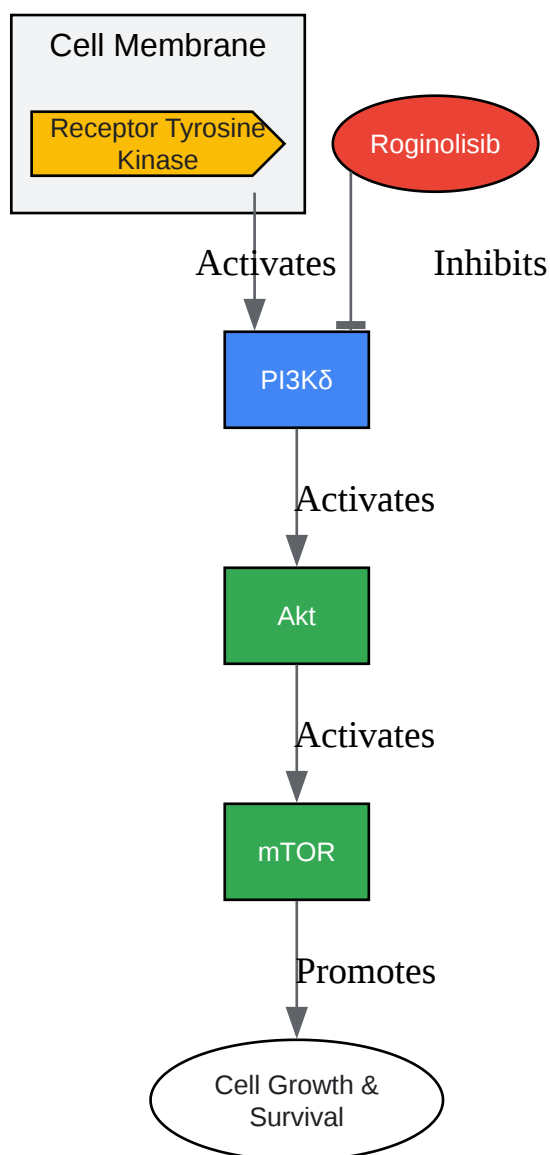 Cell Membrane
Receptor Tyrosine
Kinase
Roginolisib
Activates
Inhibits
PI3Kδ
Activates
Akt
Activates
mTOR
Promotes
Cell Growth &
Survival